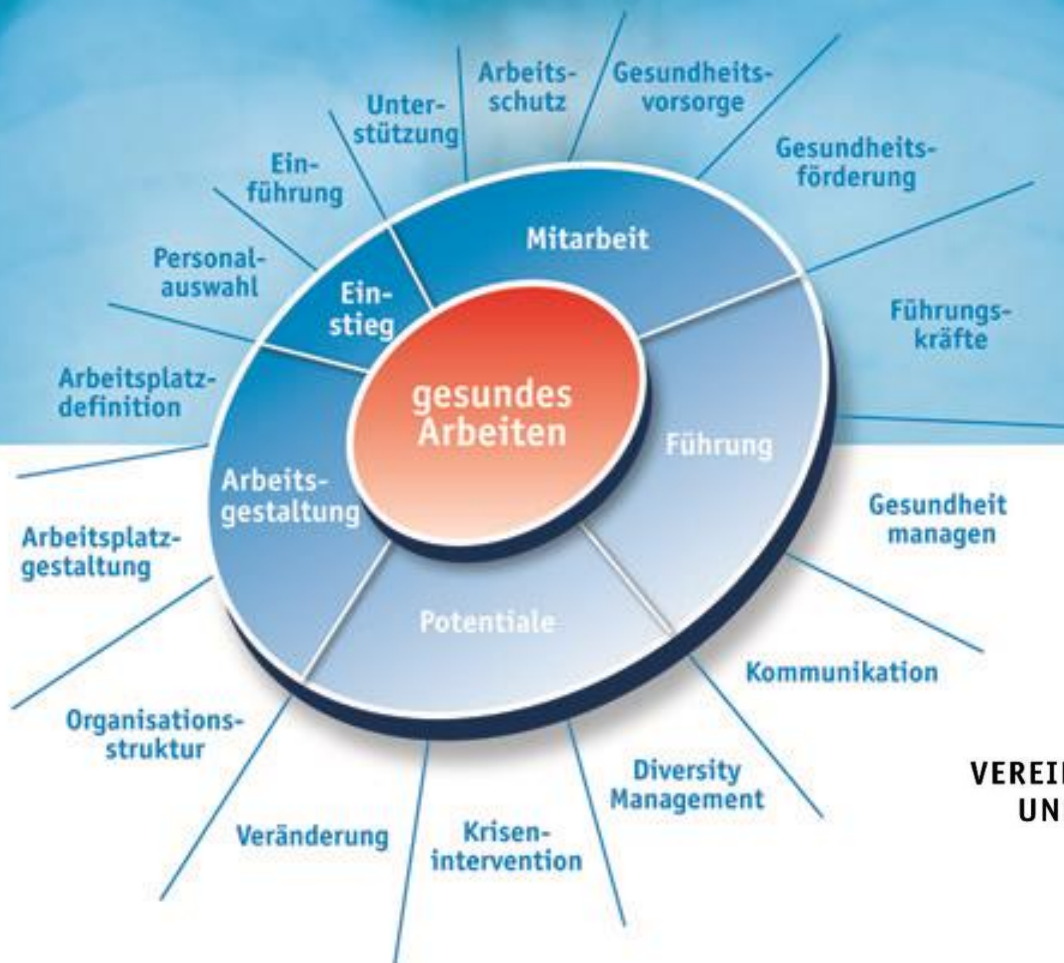 Arbeits-
schutz
Gesundheits-
vorsorge
Unter-
stützung
Gesundheits-
förderung
Ein-
führung
Mitarbeit
Personal-
auswahl
Ein-
stieg
Führungs-
kräfte
Arbeitsplatz-
definition
gesundes
Arbeiten
Führung
Arbeits-
gestaltung
Gesundheit
managen
Arbeitsplatz-
gestaltung
Potentiale
Kommunikation
Organisations-
struktur
Diversity
Management
Veränderung
Krisen-
intervention
UN